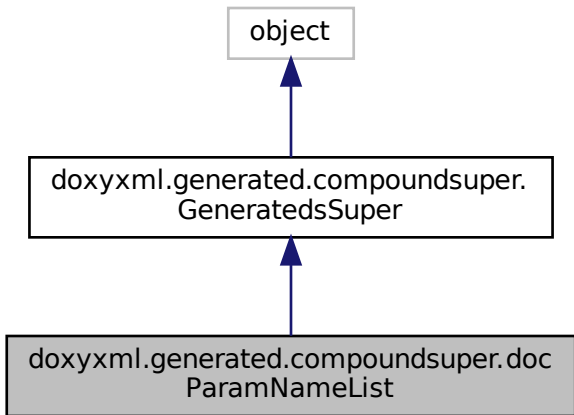 object
doxyxml.generated.compoundsuper.
GeneratedsSuper
doxyxml.generated.compoundsuper.doc
ParamNameList